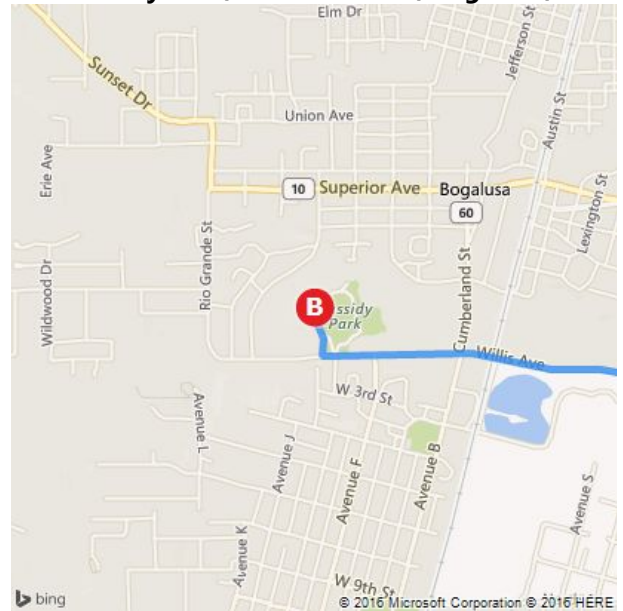 Elm Dr
Jefferson St
Sunset Dr
Union Ave
Austin St
Erie Ave
10
Superior Ave
Bogalusa
60
Lexington St
Rio Grande St
Wildwood Dr
B
ssidy
Park
Cumberland St
Willis Ave
W 3rd St
Avenue L
Avenue J
Avenue F
Avenue B
Avenue S
Avenue K
W 9th St
bing
© 2016 Microsoft Corporation © 2016 HERE